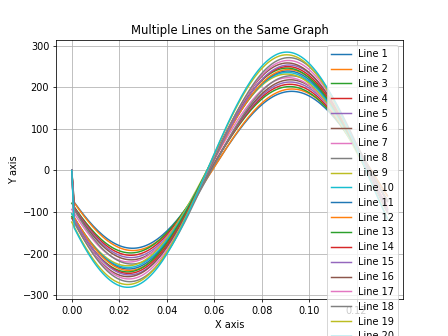 Multiple Lines on the Same Graph
300
200
100
0
−100
−200
−300
Y axis
0.00
0.02
0.04
0.06
0.08
0.10
X axis
Line 1
Line 2
Line 3
Line 4
Line 5
Line 6
Line 7
Line 8
Line 9
Line 10
Line 11
Line 12
Line 13
Line 14
Line 15
Line 16
Line 17
Line 18
Line 19